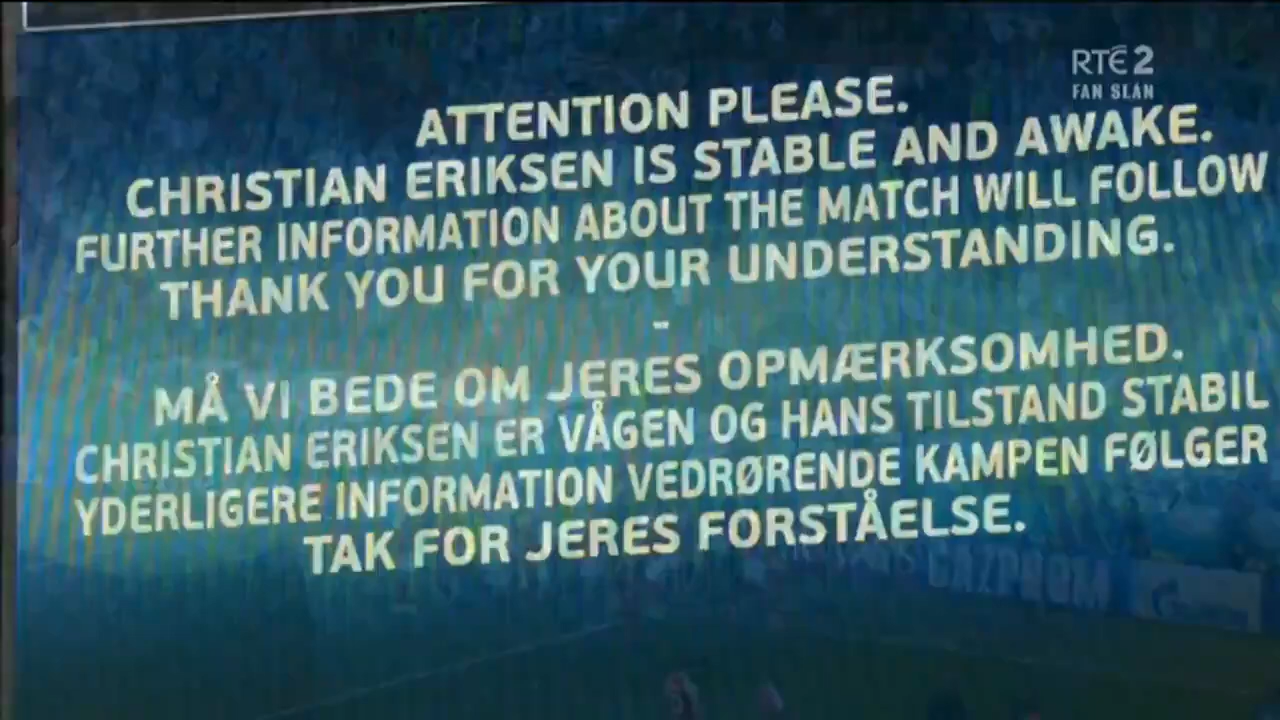 RTÉ 2
FAN SLÁN
ATTENTION PLEASE.
CHRISTIAN ERIKSEN IS STABLE AND AWAKE.
FURTHER INFORMATION ABOUT THE MATCH WILL FOLLOW
THANK YOU FOR YOUR UNDERSTANDING.
-
MÅ VI BEDE OM JERES OPMÆRKSOMHED.
CHRISTIAN ERIKSEN ER VÅGEN OG HANS TILSTAND STABIL
YDERLIGERE INFORMATION VEDRØRENDE KAMPEN FØLGER
TAK FOR JERES FORSTÅELSE.
GAZPROM